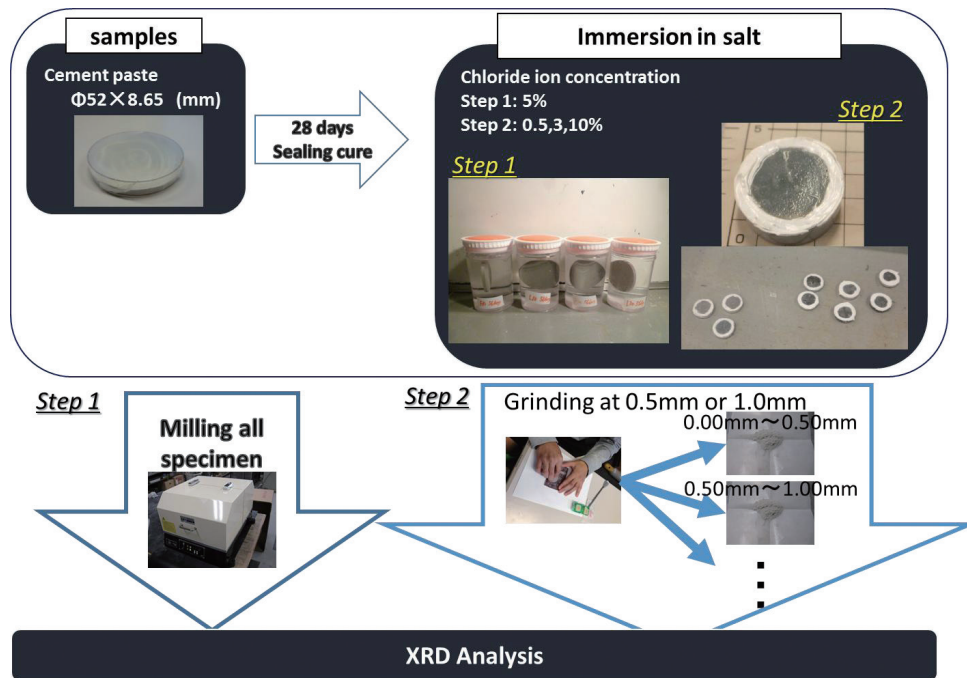 samples
Cement paste
Φ52×8.65 (mm)
28 days
Sealing cure
Immersion in salt
Chloride ion concentration
Step 1: 5%
Step 2: 0.5,3,10%
Step 1
Step 2
5
0
Step 1
Milling all
specimen
Step 2
Grinding at 0.5mm or 1.0mm
0.00mm～0.50mm
0.50mm～1.00mm
XRD Analysis